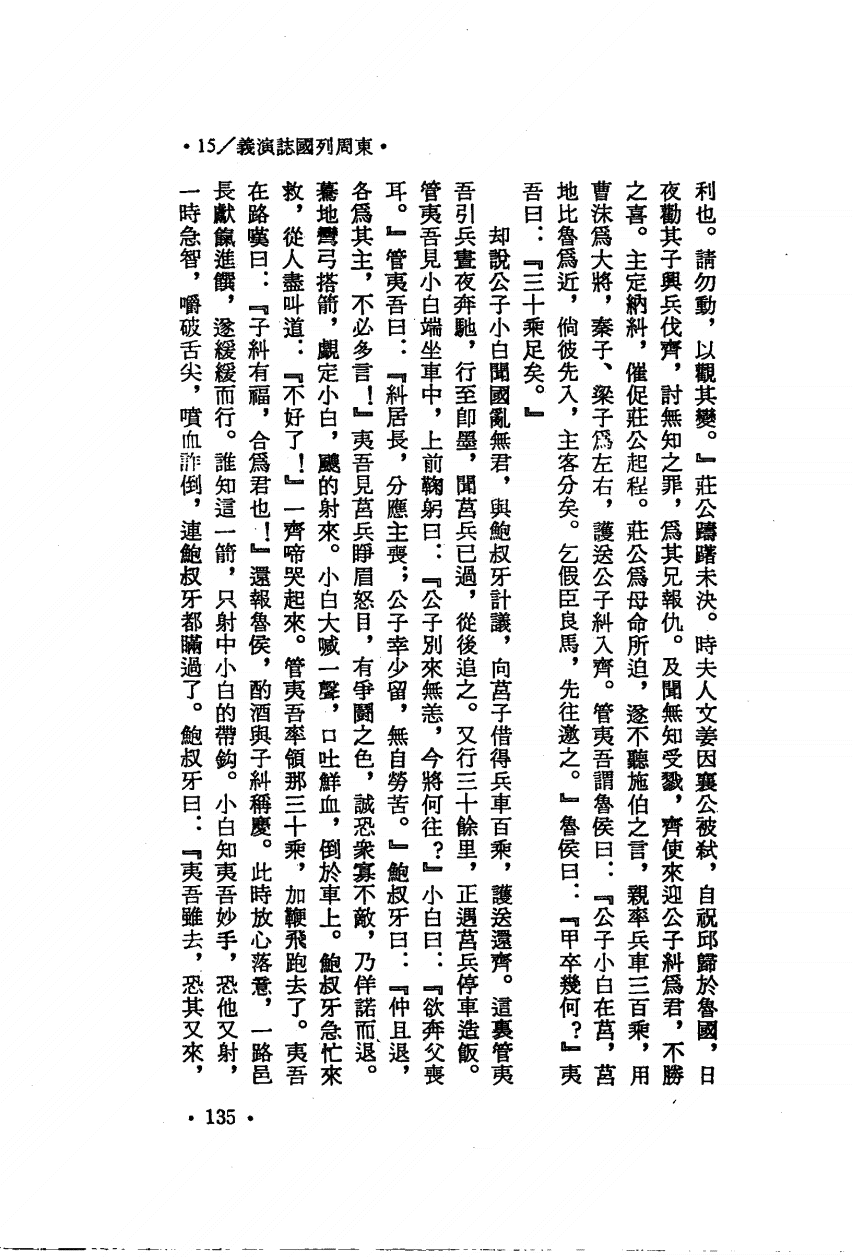 •15／義演誌國列周東•
利也。請勿動，以觀其變。』莊公躊躇未決。時夫人文姜因襄公被弒，自祝邱歸於魯國，日
夜勸其子興兵伐齊，討無知之罪，爲其兄報仇。及聞無知受戮，齊使來迎公子糾爲君，不勝
之喜。主定納糾，催促莊公起程。莊公爲母命所迫，遂不聽施伯之言，親率兵車三百乘，用
曹沫爲大將，秦子、梁子爲左右，護送公子糾入齊。管夷吾謂魯侯曰：『公子小白在莒，莒
地比魯爲近，倘彼先入，主客分矣。乞假臣良馬，先往邀之。』魯侯曰：『甲卒幾何？』夷
吾曰：『三十乘足矣。』
却說公子小白聞國亂無君，與鮑叔牙計議，向莒子借得兵車百乘，護送還齊。這裏管夷
吾引兵晝夜奔馳，行至卽墨，聞莒兵已過，從後追之。又行三十餘里，正遇莒兵停車造飯。
管夷吾見小白端坐車中，上前鞠躬曰：『公子別來無恙，今將何往？』小白曰：『欲奔父喪
耳。』管夷吾曰：『糾居長，分應主喪；公子幸少留，無自勞苦。』鮑叔牙曰：『仲且退，
各爲其主，不必多言！』夷吾見莒兵睜眉怒目，有爭鬪之色，誠恐衆寡不敵，乃佯諾而退。
驀地彎弓搭箭，覷定小白，颼的射來。小白大喊一聲，口吐鮮血，倒於車上。鮑叔牙急忙來
救，從人盡叫道：『不好了！』一齊啼哭起來。管夷吾率領那三十乘，加鞭飛跑去了。夷吾
在路嘆曰：『子糾有福，合爲君也！』還報魯侯，酌酒與子糾稱慶。此時放心落意，一路邑
長獻餼進饌，遂緩緩而行。誰知這一箭，只射中小白的帶鈎。小白知夷吾妙手，恐他又射，
一時急智，嚼破舌尖，噴血詐倒，連鮑叔牙都瞞過了。鮑叔牙曰：『夷吾雖去，恐其又來，
•135•